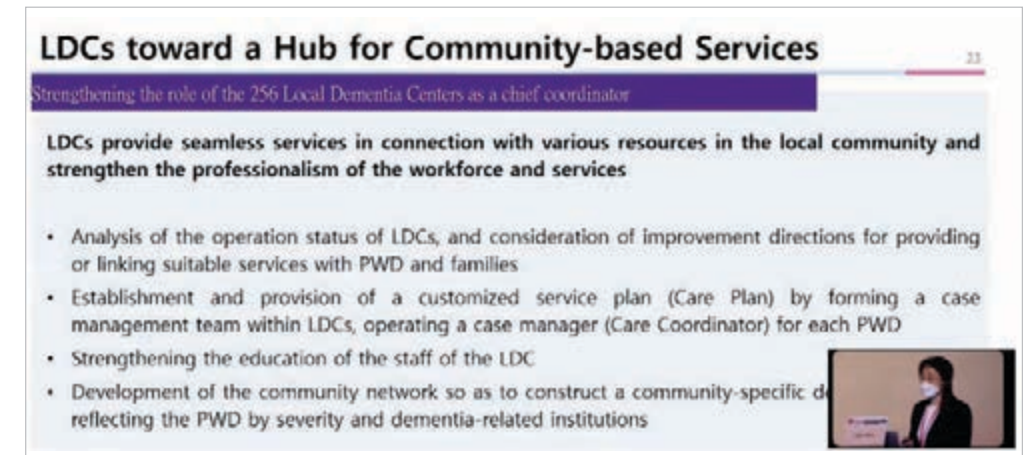 LDCs toward a Hub for Community-based Services
23
Strengthening the role of the 256 Local Dementia Centers as a chief coordinator
LDCs provide seamless services in connection with various resources in the local community and
strengthen the professionalism of the workforce and services
• Analysis of the operation status of LDCs, and consideration of improvement directions for providing
or linking suitable services with PWD and families
• Establishment and provision of a customized service plan (Care Plan) by forming a case
management team within LDCs, operating a case manager (Care Coordinator) for each PWD
• Strengthening the education of the staff of the LDC
• Development of the community network so as to construct a community-specific
reflecting the PWD by severity and dementia-related institutions